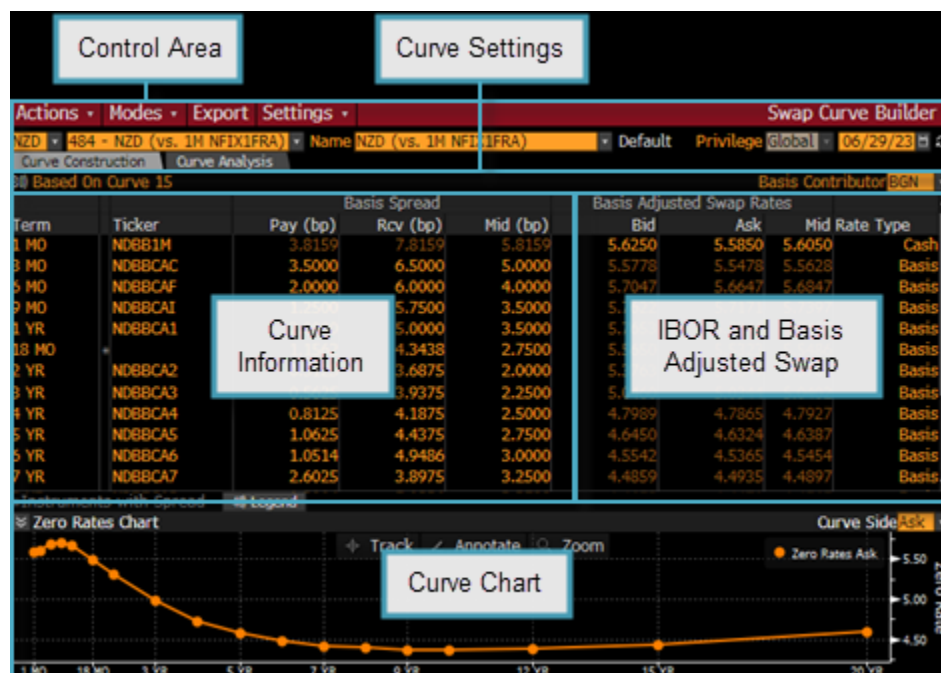 Control Area
Curve Settings
Actions Modes Export Settings Swap Curve Builder
NZD 484 - NZD (vs. 1M NFIX1FRA) Name NZD (vs. 1M NFIX1FRA) Default Privilege Global 06/29/23
Curve Construction Curve Analysis
Based On Curve 15 Basis Contributor BGN
Basis Spread Basis Adjusted Swap Rates
Term Ticker Pay (bp) Rcv (bp) Mid (bp) Bid Ask Mid Rate Type
1 MO NDBB1M 3.8159 7.8159 5.8159 5.6250 5.5850 5.6050 Cash
3 MO NDBBCAC 3.5000 6.5000 5.0000 5.5778 5.5478 5.5628 Basis
6 MO NDBBCAF 2.0000 6.0000 4.0000 5.7047 5.6647 5.6847 Basis
9 MO NDBBCAI 5.7500 3.5000 Basis
1 YR NDBBCA1 5.0000 3.5000 Basis
18 MO 4.3438 2.7500 Basis
2 YR NDBBCA2 3.6875 2.0000 Basis
3 YR NDBBCA3 3.9375 2.2500 Basis
4 YR NDBBCA4 0.8125 4.1875 2.5000 4.7989 4.7865 4.7927 Basis
5 YR NDBBCA5 1.0625 4.4375 2.7500 4.6450 4.6324 4.6387 Basis
6 YR NDBBCA6 1.0514 4.9486 3.0000 4.5542 4.5365 4.5454 Basis
7 YR NDBBCA7 2.6025 3.8975 3.2500 4.4859 4.4935 4.4897 Basis
Curve Information
IBOR and Basis Adjusted Swap
Instruments with Spread Legend
Zero Rates Chart Curve Side Ask
Track Annotate Zoom
Zero Rates Ask
Curve Chart
5.50
5.00
4.50
Zero Rate
1 MO 18 MO 3 YR 5 YR 7 YR 9 YR 12 YR 15 YR 20 YR